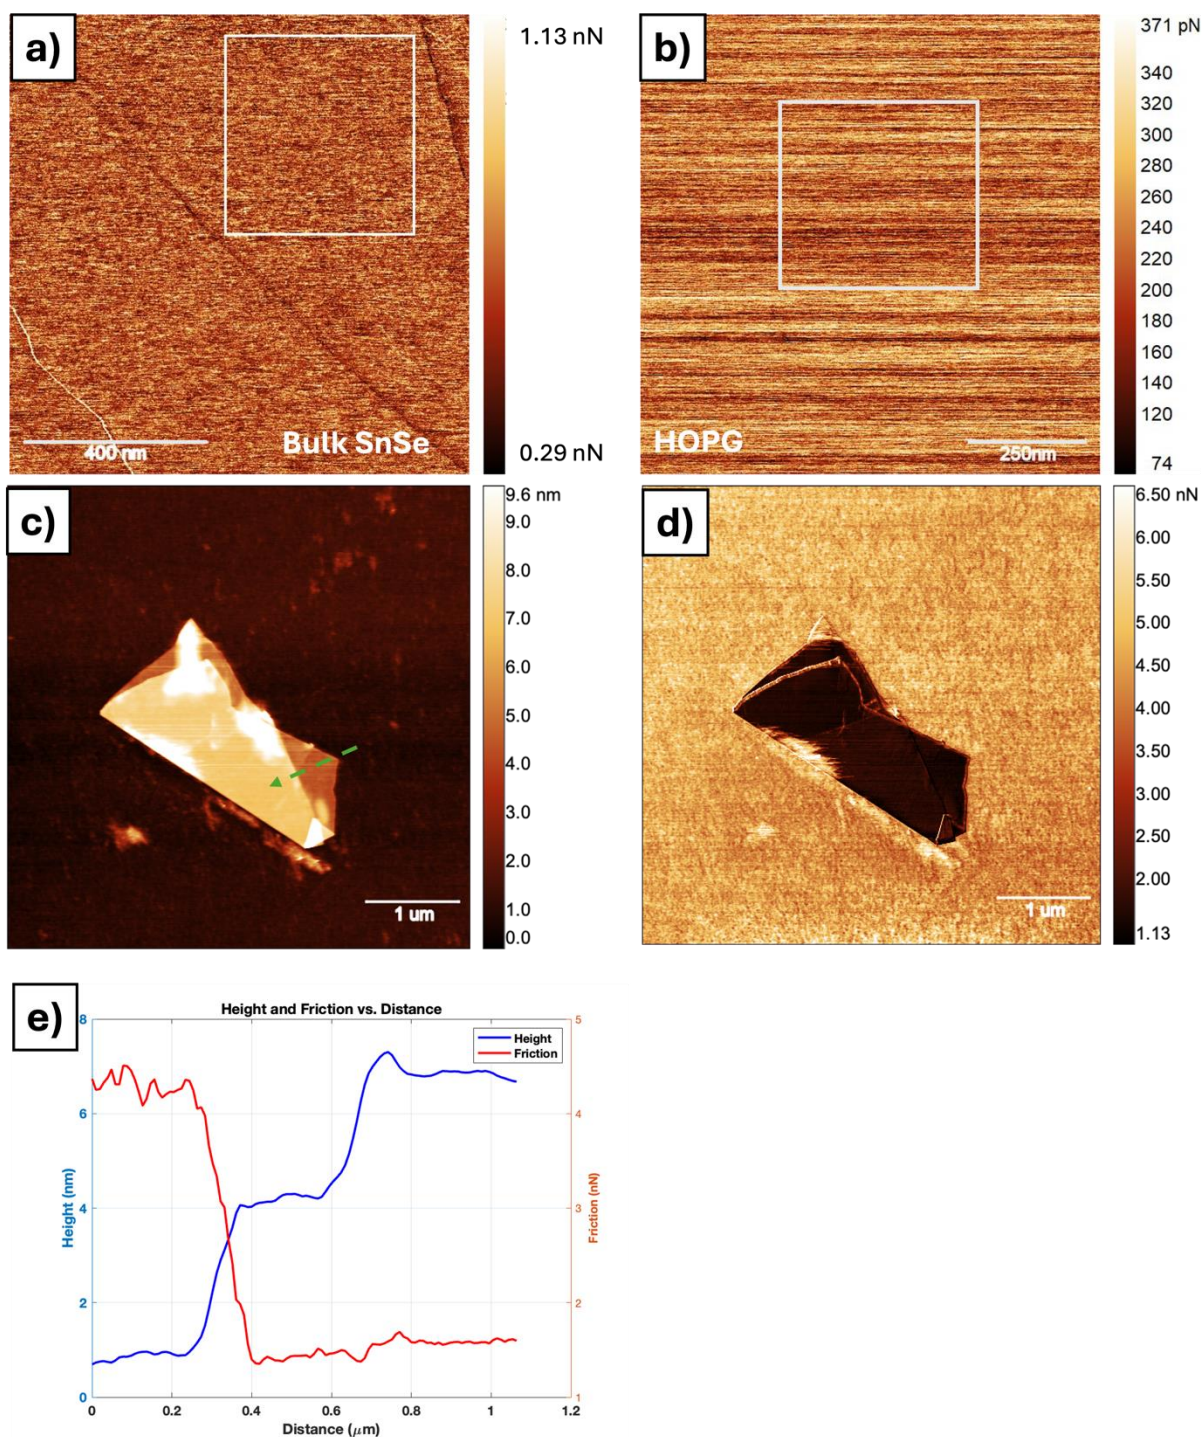 a)
1.13 nN
0.29 nN
400 nm
Bulk SnSe
b)
371 pN
340
320
300
280
260
240
220
200
180
160
140
120
74
HOPG
250nm
c)
9.6 nm
9.0
8.0
7.0
6.0
5.0
4.0
3.0
2.0
1.0
0.0
1 um
d)
6.50 nN
6.00
5.50
5.00
4.50
4.00
3.50
3.00
2.50
2.00
1.13
1 um
e)
Height and Friction vs. Distance
Height
Friction
8
6
4
2
0
Height (nm)
5
4
3
2
1
Friction (nN)
0
0.2
0.4
0.6
0.8
1
1.2
Distance (μm)